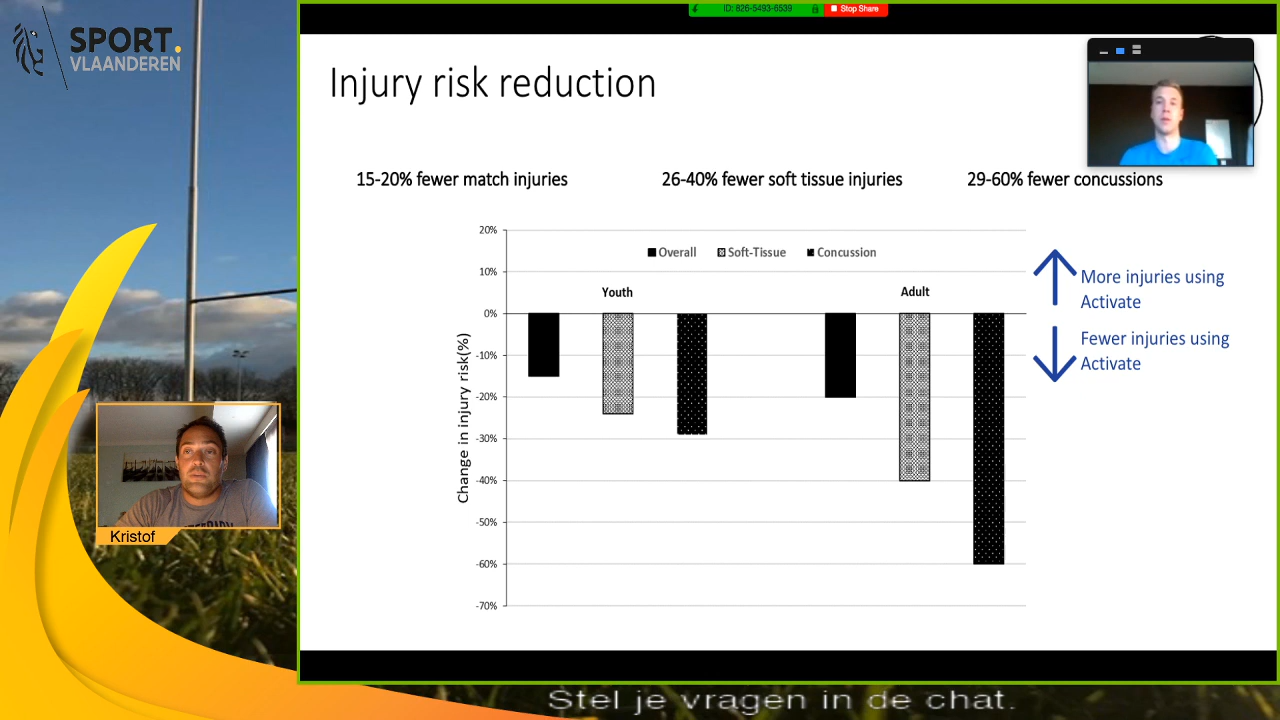 SPORT.
VLAANDEREN
ID: 826-5493-6539
Stop Share
Injury risk reduction
15-20% fewer match injuries
26-40% fewer soft tissue injuries
29-60% fewer concussions
20%
10%
0%
-10%
-20%
-30%
-40%
-50%
-60%
-70%
Change in injury risk(%)
Overall
Soft-Tissue
Concussion
Youth
Adult
More injuries using
Activate
Fewer injuries using
Activate
Kristof
Stel je vragen in de chat.